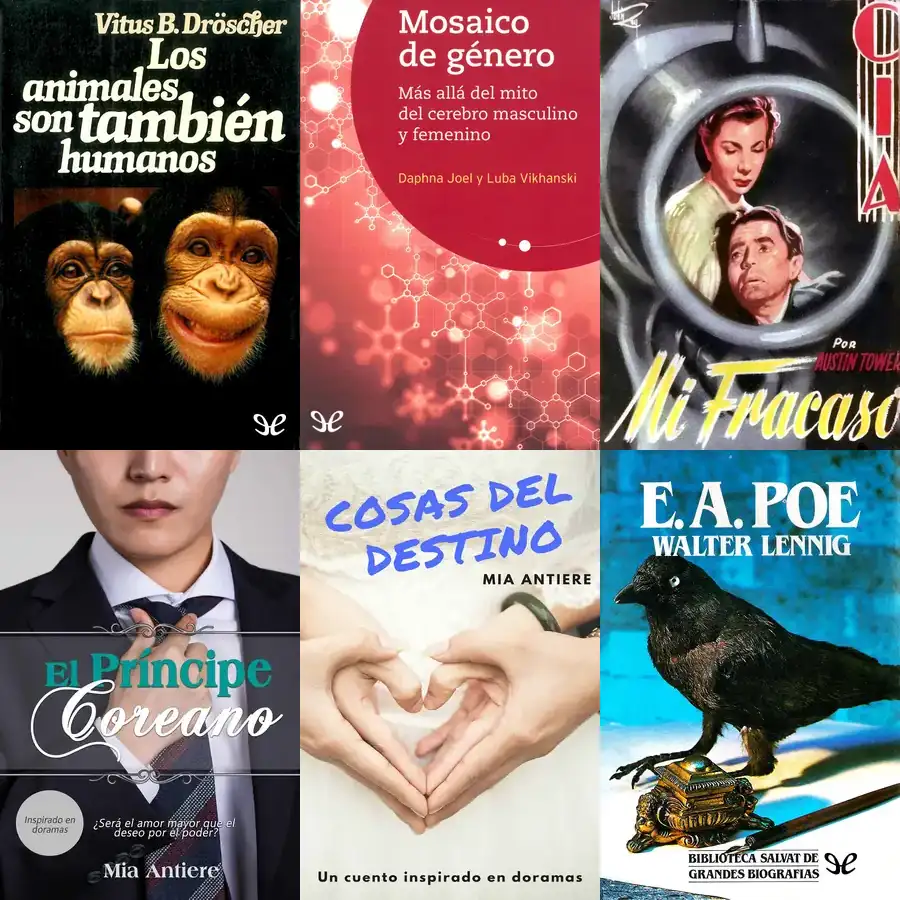 Vitus B. Dröscher
Los
animales
son también
humanos
Mosaico
de género
Más allá del mito
del cerebro masculino
y femenino
Daphna Joel y Luba Vikhanski
CIA
POR
AUSTIN TOWER
Mi Fracaso
El Príncipe
Coreano
Inspirado en
doramas
¿Será el amor mayor que el
deseo por el poder?
Mia Antiere
COSAS DEL
DESTINO
MIA ANTIERE
Un cuento inspirado en doramas
E. A. POE
WALTER LENNIG
BIBLIOTECA SALVAT DE
GRANDES BIOGRAFIAS